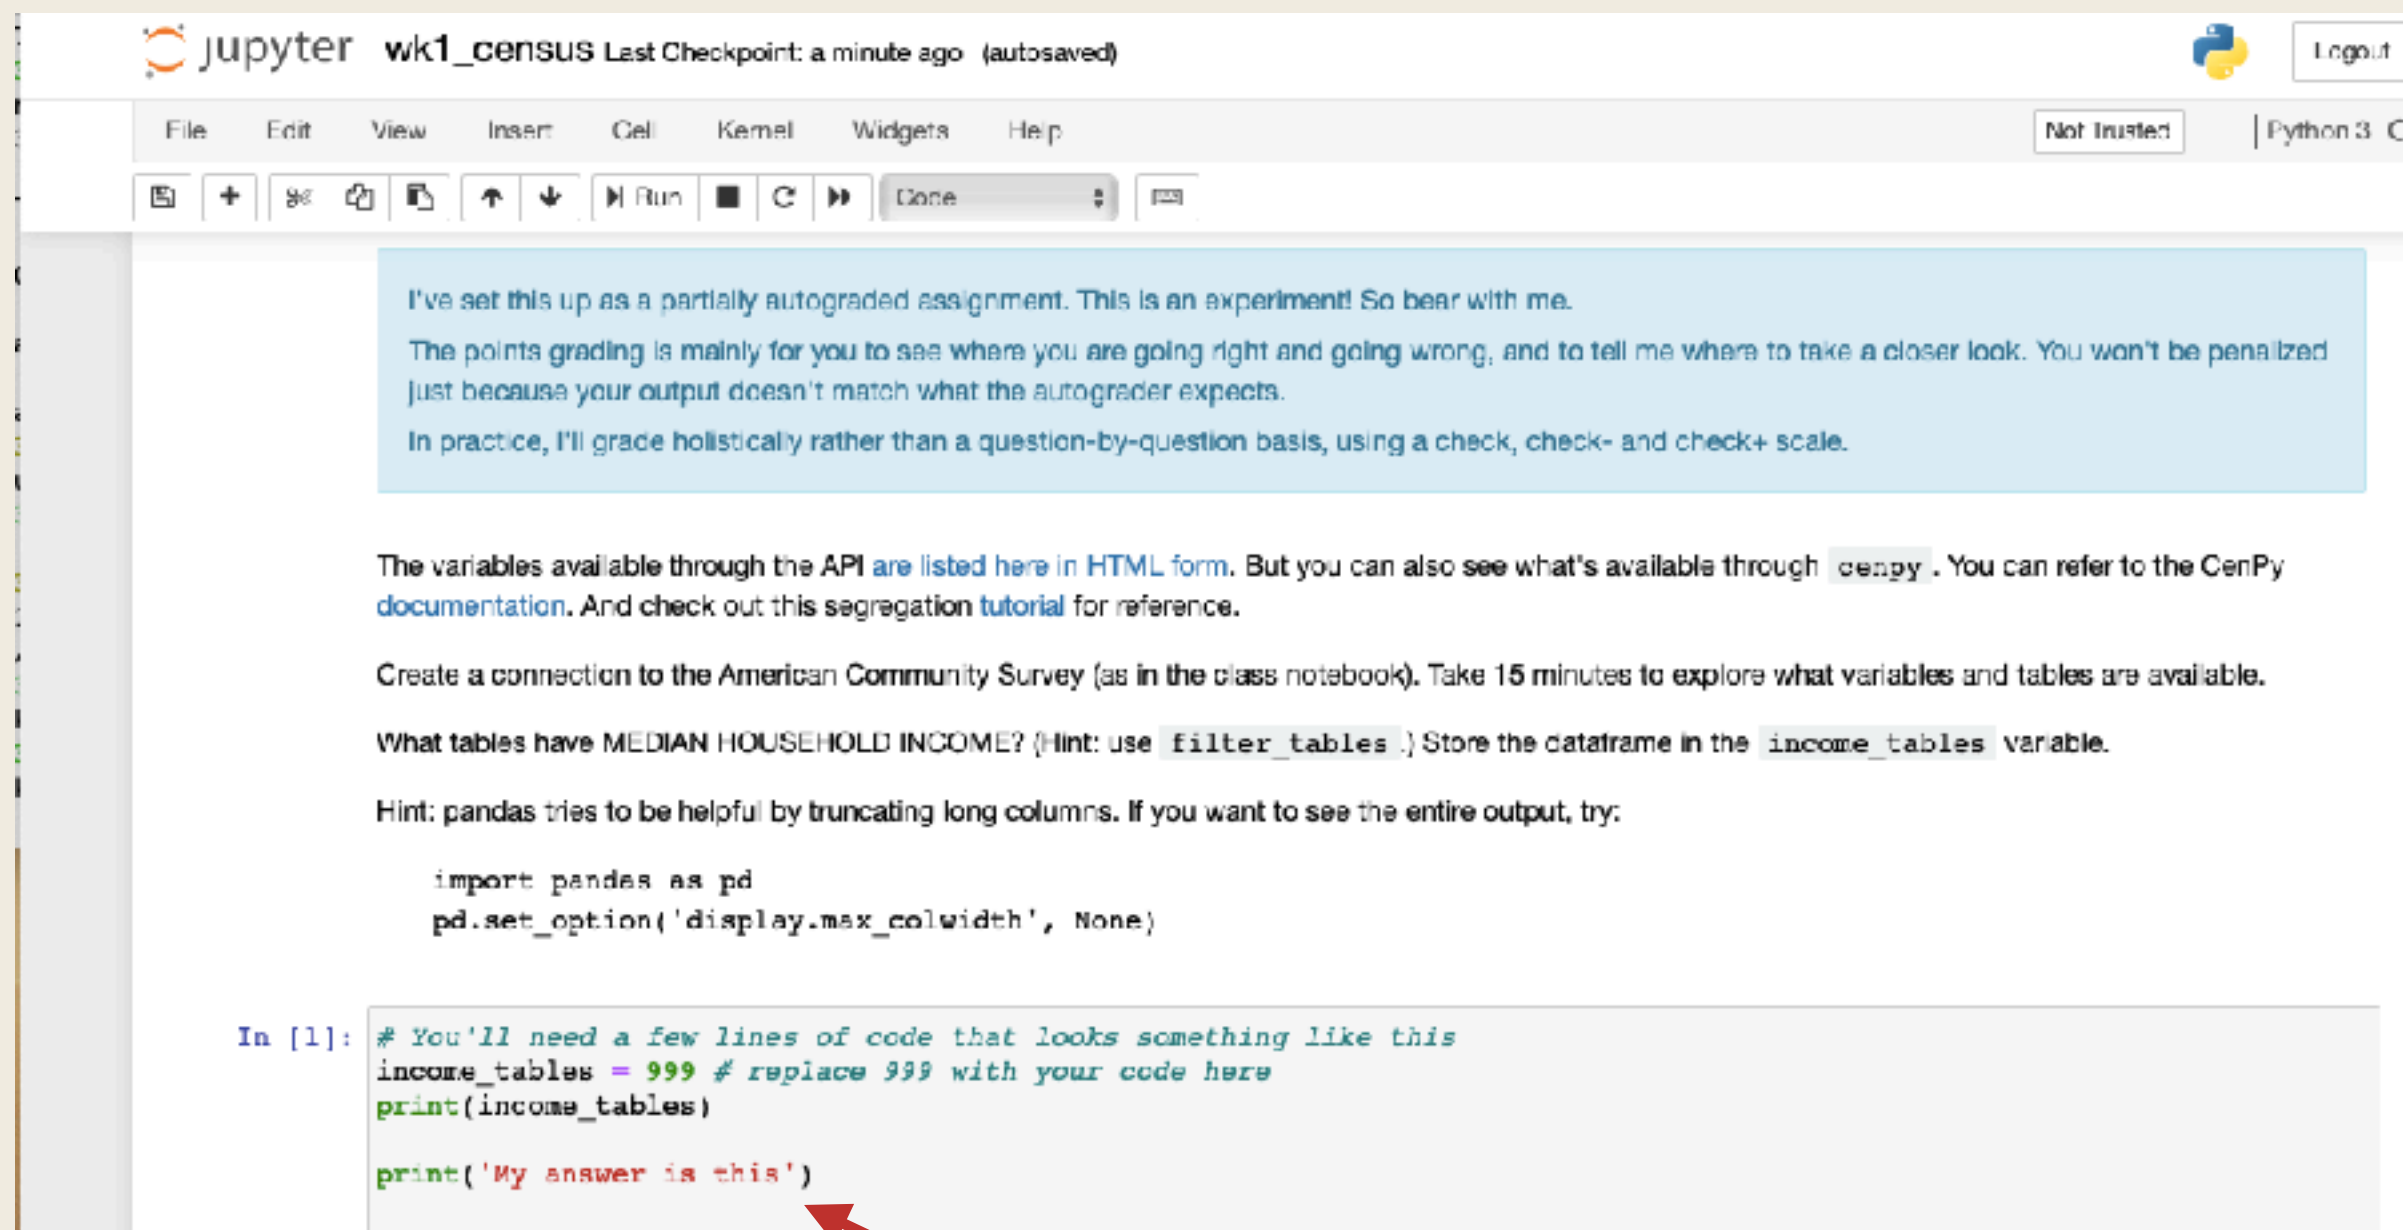 jupyter wk1_census Last Checkpoint: a minute ago (autosaved)
Logout
File Edit View Insert Cell Kernel Widgets Help
Not Trusted
Python 3
Run
Code
I've set this up as a partially autograded assignment. This is an experiment! So bear with me.
The points grading is mainly for you to see where you are going right and going wrong, and to tell me where to take a closer look. You won't be penalized
just because your output doesn't match what the autograder expects.
In practice, I'll grade holistically rather than a question-by-question basis, using a check, check- and check+ scale.
The variables available through the API are listed here in HTML form. But you can also see what's available through cenpy . You can refer to the CenPy
documentation. And check out this segregation tutorial for reference.
Create a connection to the American Community Survey (as in the class notebook). Take 15 minutes to explore what variables and tables are available.
What tables have MEDIAN HOUSEHOLD INCOME? (Hint: use filter_tables .) Store the dataframe in the income_tables variable.
Hint: pandas tries to be helpful by truncating long columns. If you want to see the entire output, try:
import pandas as pd
pd.set_option('display.max_colwidth', None)
In [1]: # You'll need a few lines of code that looks something like this
income_tables = 999 # replace 999 with your code here
print(income_tables)
print('My answer is this')